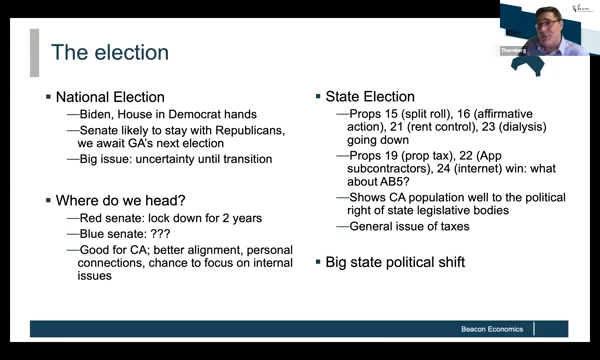 The election
▪ National Election
—Biden, House in Democrat hands
—Senate likely to stay with Republicans,
we await GA's next election
—Big issue: uncertainty until transition
▪ Where do we head?
—Red senate: lock down for 2 years
—Blue senate: ???
—Good for CA; better alignment, personal
connections, chance to focus on internal
issues
▪ State Election
—Props 15 (split roll), 16 (affirmative
action), 21 (rent control), 23 (dialysis)
going down
—Props 19 (prop tax), 22 (App
subcontractors), 24 (internet) win: what
about AB5?
—Shows CA population well to the political
right of state legislative bodies
—General issue of taxes
▪ Big state political shift
Thornberg
Beacon Economics